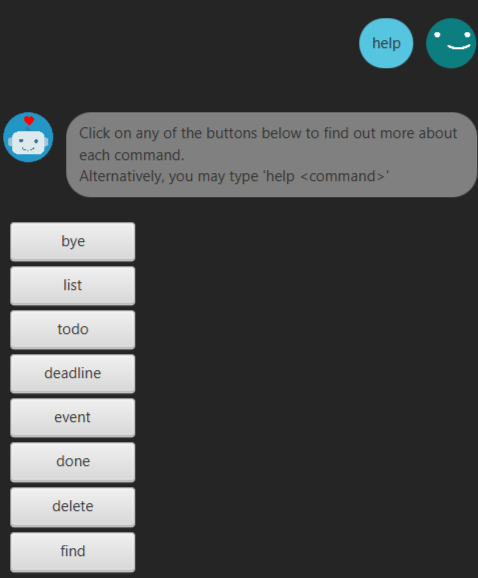 help
Click on any of the buttons below to find out more about
each command.
Alternatively, you may type 'help <command>'
bye
list
todo
deadline
event
done
delete
find